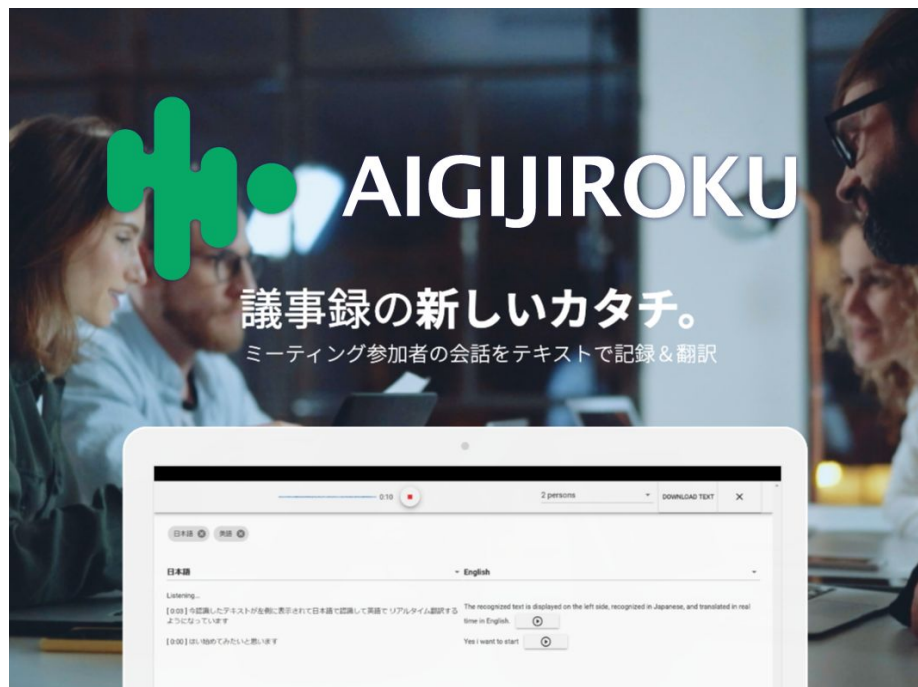 AIGIJIROKU
議事録の新しいカタチ。
ミーティング参加者の会話をテキストで記録&翻訳
0:10
2 persons
DOWNLOAD TEXT
日本語
英語
日本語
English
Listening...
[0:03] 今認識したテキストが左側に表示されて日本語で認識して英語で リアルタイム翻訳する
ようになっています
The recognized text is displayed on the left side, recognized in Japanese, and translated in real
time in English.
[0:00] はい始めてみたいと思います
Yes i want to start